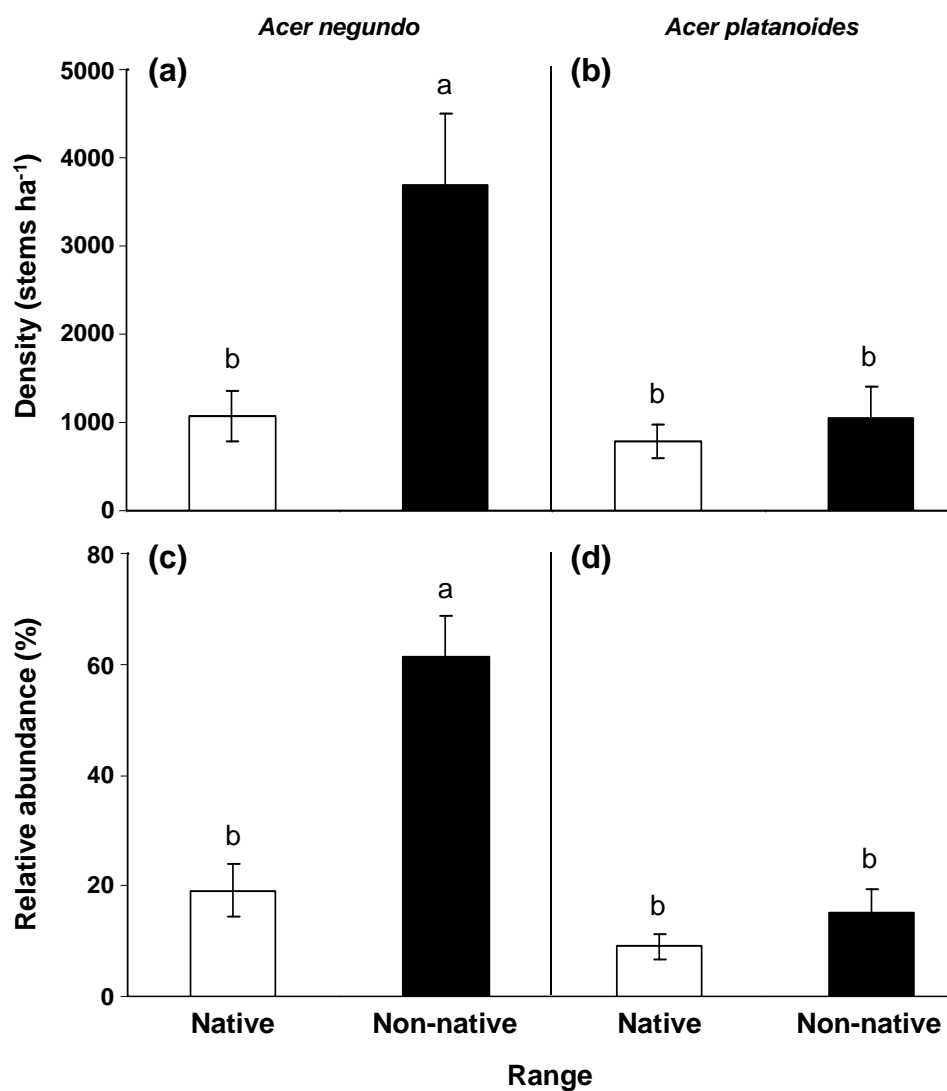 Acer negundo Acer platanoides
(a) (b)
Density (stems ha-1)
5000
4000
3000
2000
1000
0
b
a
b
b
(c) (d)
Relative abundance (%)
80
60
40
20
0
b
a
b
b
Native Non-native Native Non-native
Range